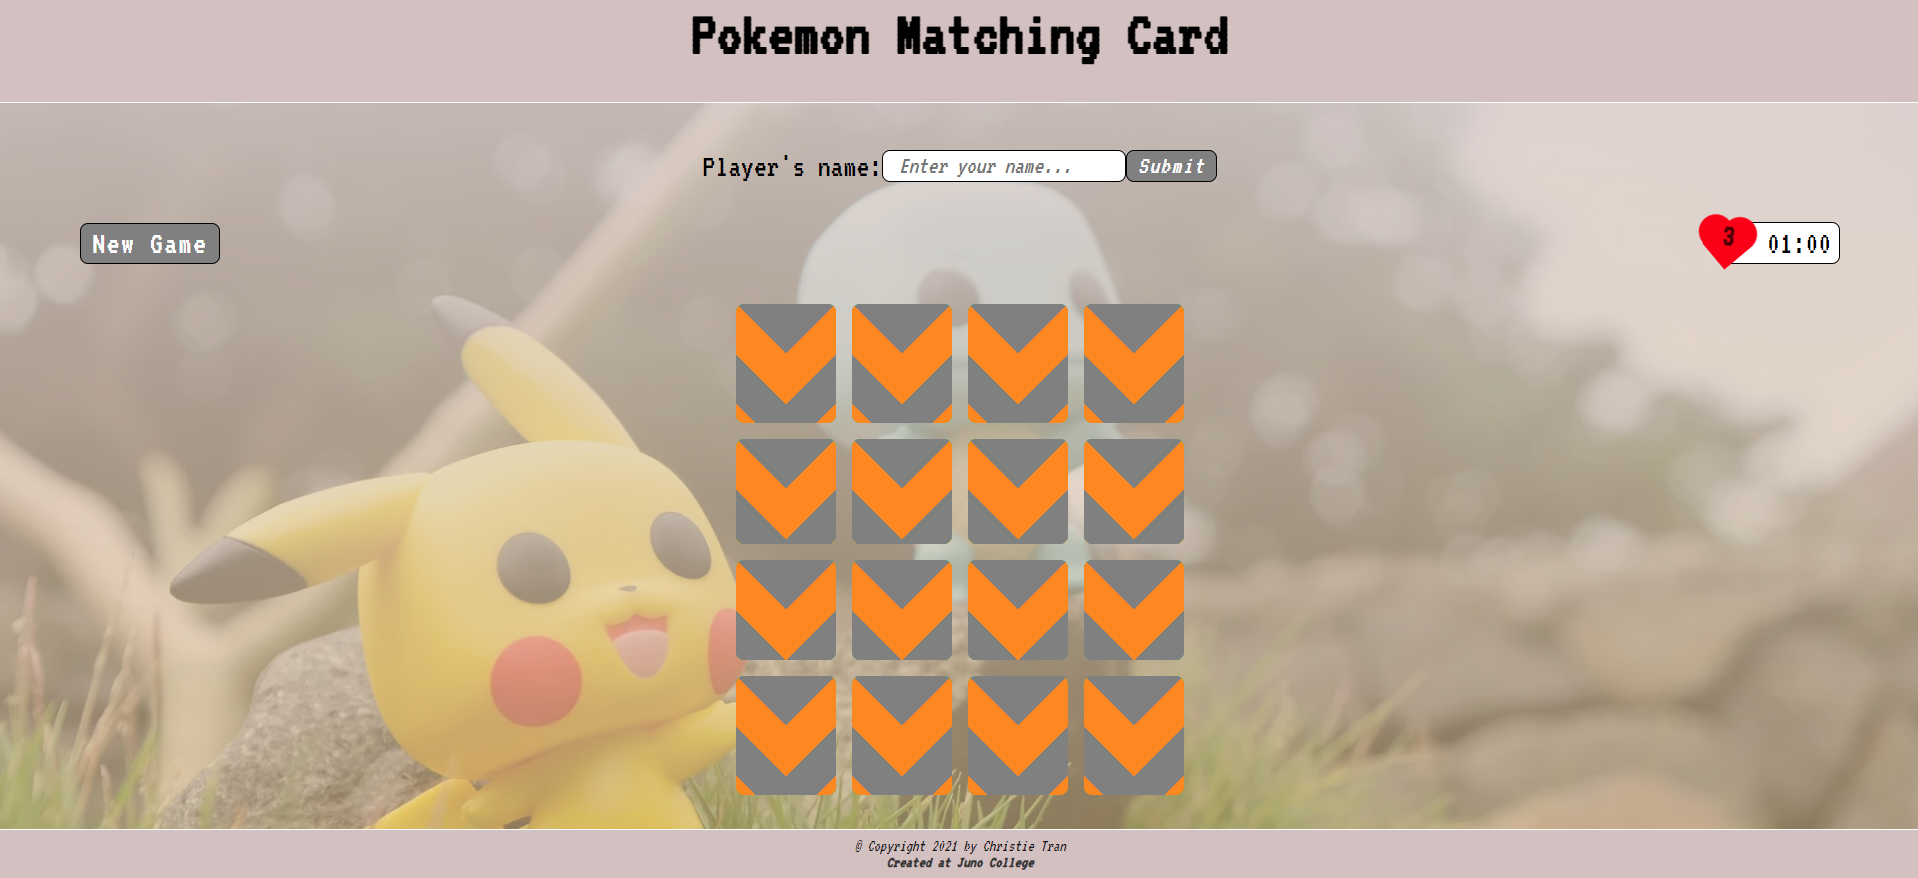 Pokemon Matching Card
Player's name: Enter your name... Submit
New Game
3 01:00
@ Copyright 2021 by Christie Tran
Created at Juno College